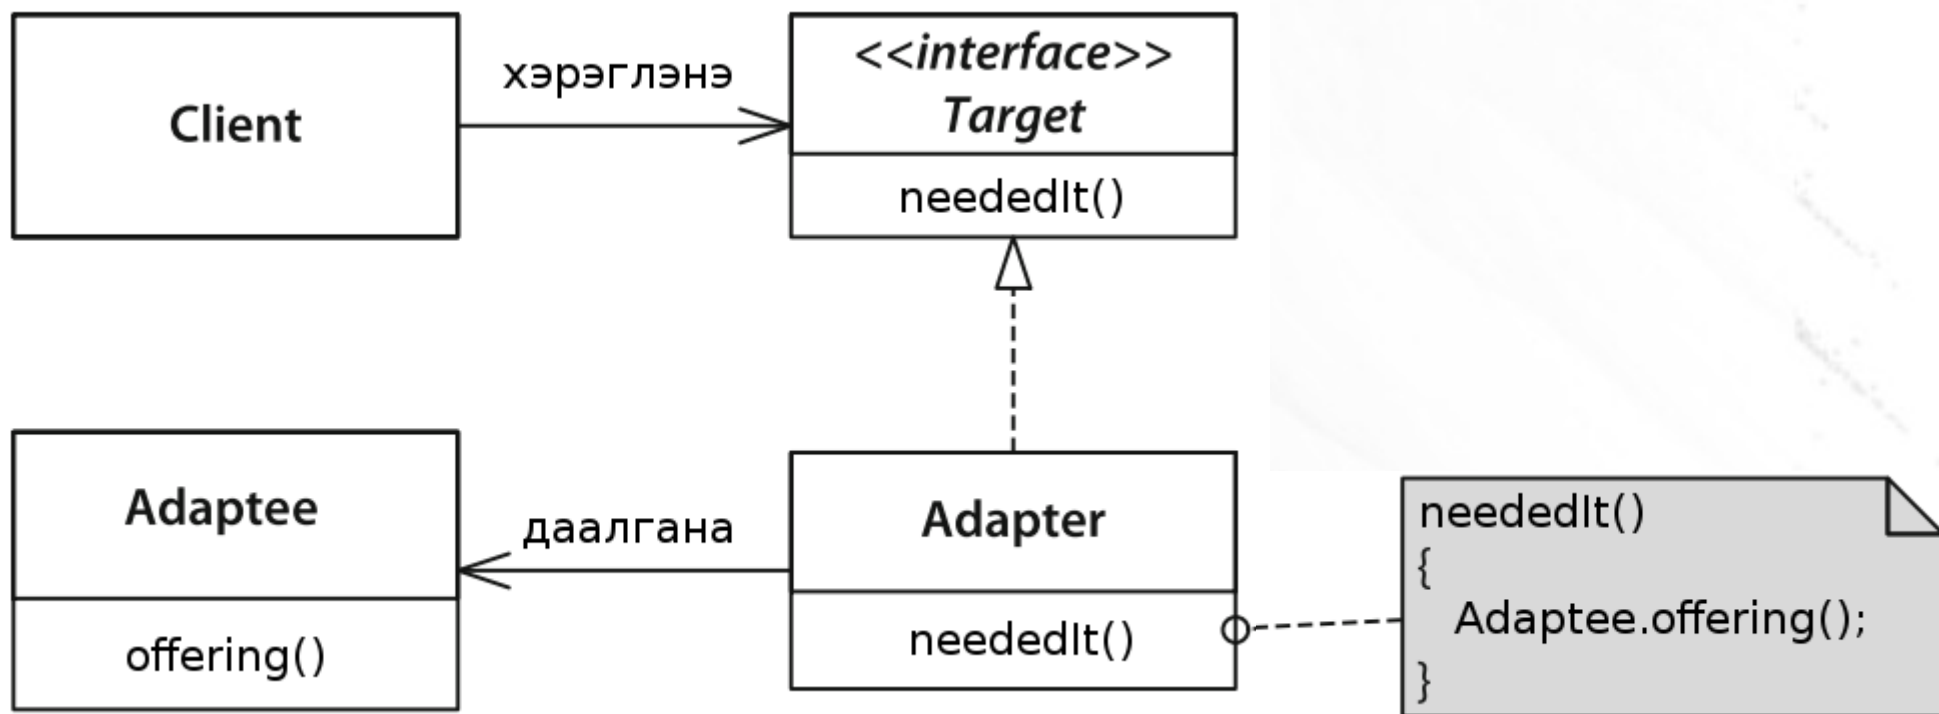 Client
хэрэглэнэ
<<interface>>
Target
neededIt()
Adaptee
offering()
даалгана
Adapter
neededIt()
neededIt()
{
Adaptee.offering();
}